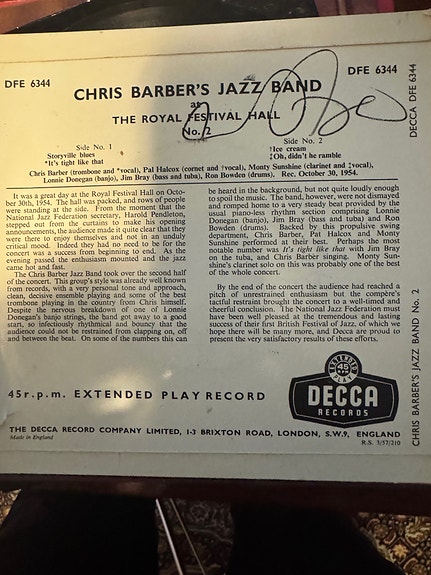 DFE 6344
DFE 6344
CHRIS BARBER'S JAZZ BAND
at
THE ROYAL FESTIVAL HALL
No. 2
Side No. 1
Storyville blues
*It's tight like that
Side No. 2
†Ice cream
‡Oh, didn't he ramble
Chris Barber (trombone and *vocal), Pat Halcox (cornet and †vocal), Monty Sunshine (clarinet and ‡vocal),
Lonnie Donegan (banjo), Jim Bray (bass and tuba), Ron Bowden (drums). Rec. October 30, 1954.
It was a great day at the Royal Festival Hall on Octo-
ber 30th, 1954. The hall was packed, and rows of people
were standing at the side. From the moment that the
National Jazz Federation secretary, Harold Pendleton,
stepped out from the curtains to make his opening
announcements, the audience made it quite clear that they
were there to enjoy themselves and not in an unduly
critical mood. Indeed they had no need to be for the
concert was a success from beginning to end. As the
evening passed the enthusiasm mounted and the jazz
came hot and fast.
The Chris Barber Jazz Band took over the second half
of the concert. This group's style was already well known
from records, with a very personal tone and approach,
clean, decisive ensemble playing and some of the best
trombone playing in the country from Chris himself.
Despite the nervous breakdown of one of Lonnie
Donegan's banjo strings, the band got away to a good
start, so infectiously rhythmical and bouncy that the
audience could not be restrained from clapping on, off
and between the beat. On some of the numbers this can
be heard in the background, but not quite loudly enough
to spoil the music. The band, however, were not dismayed
and romped home to a very steady beat provided by the
usual piano-less rhythm section comprising Lonnie
Donegan (banjo), Jim Bray (bass and tuba) and Ron
Bowden (drums). Backed by this propulsive swing
department, Chris Barber, Pat Halcox and Monty
Sunshine performed at their best. Perhaps the most
notable number was It's tight like that with Jim Bray
on the tuba, and Chris Barber singing. Monty Sun-
shine's clarinet solo on this was probably one of the best
of the whole concert.
By the end of the concert the audience had reached a
pitch of unrestrained enthusiasm but the compère's
tactful restraint brought the concert to a well-timed and
cheerful conclusion. The National Jazz Federation must
have been well pleased at the tremendous and lasting
success of their first British Festival of Jazz, of which
we hope there will be many more, and Decca are proud to
present the very satisfactory results of these efforts.
45 r.p.m. EXTENDED PLAY RECORD
EXTENDED
45
RPM
PLAY
DECCA
RECORDS
THE DECCA RECORD COMPANY LIMITED, 1-3 BRIXTON ROAD, LONDON, S.W.9, ENGLAND
Made in England
R.S. 3/57/210
DECCA DFE 6344
CHRIS BARBER'S JAZZ BAND No. 2